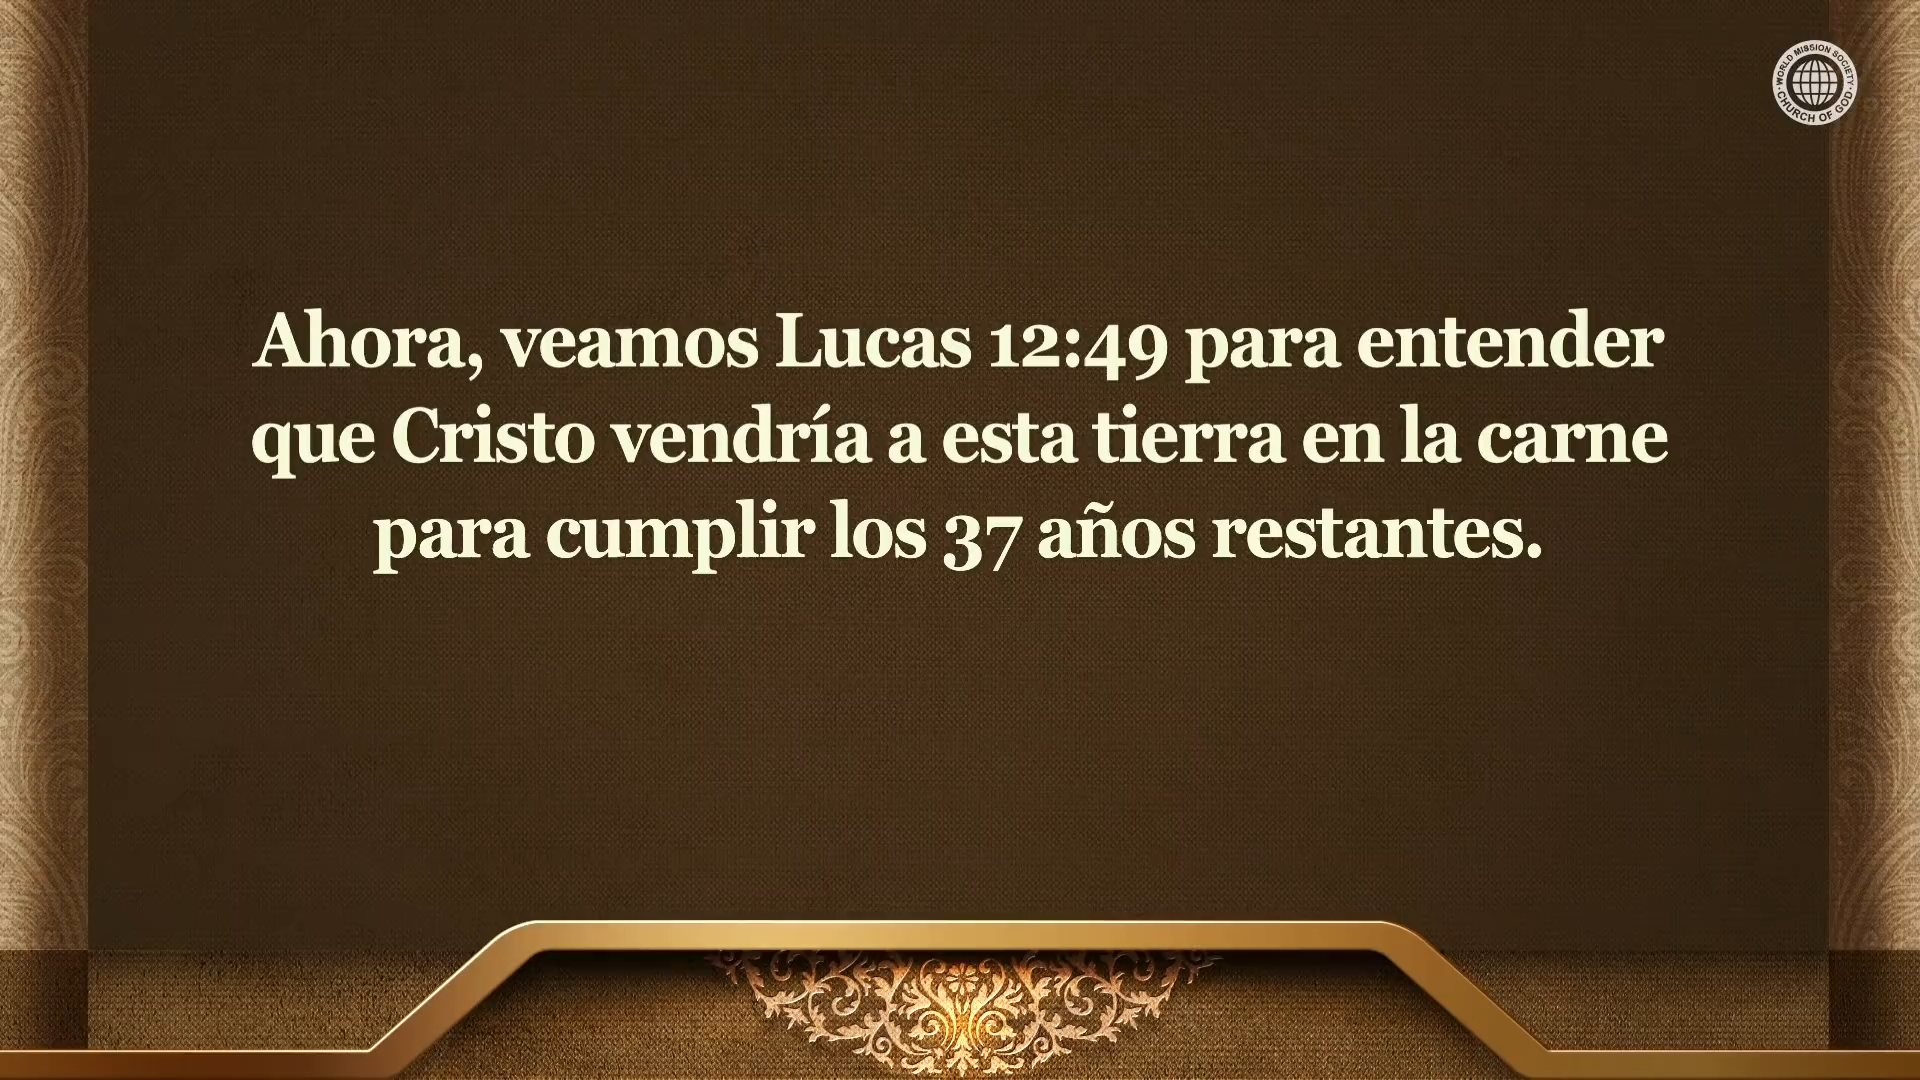 WORLD MISSION SOCIETY
CHURCH OF GOD
Ahora, veamos Lucas 12:49 para entender
que Cristo vendría a esta tierra en la carne
para cumplir los 37 años restantes.